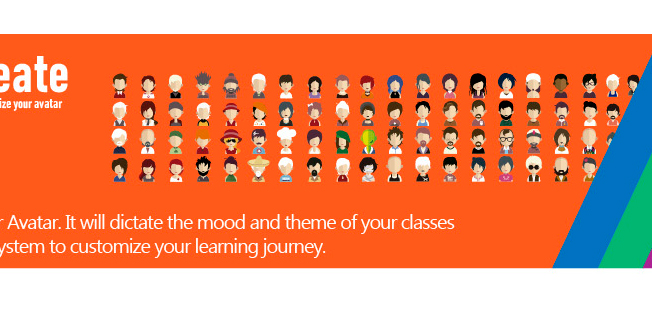 eate
ize your avatar
r Avatar. It will dictate the mood and theme of your classes
ystem to customize your learning journey.